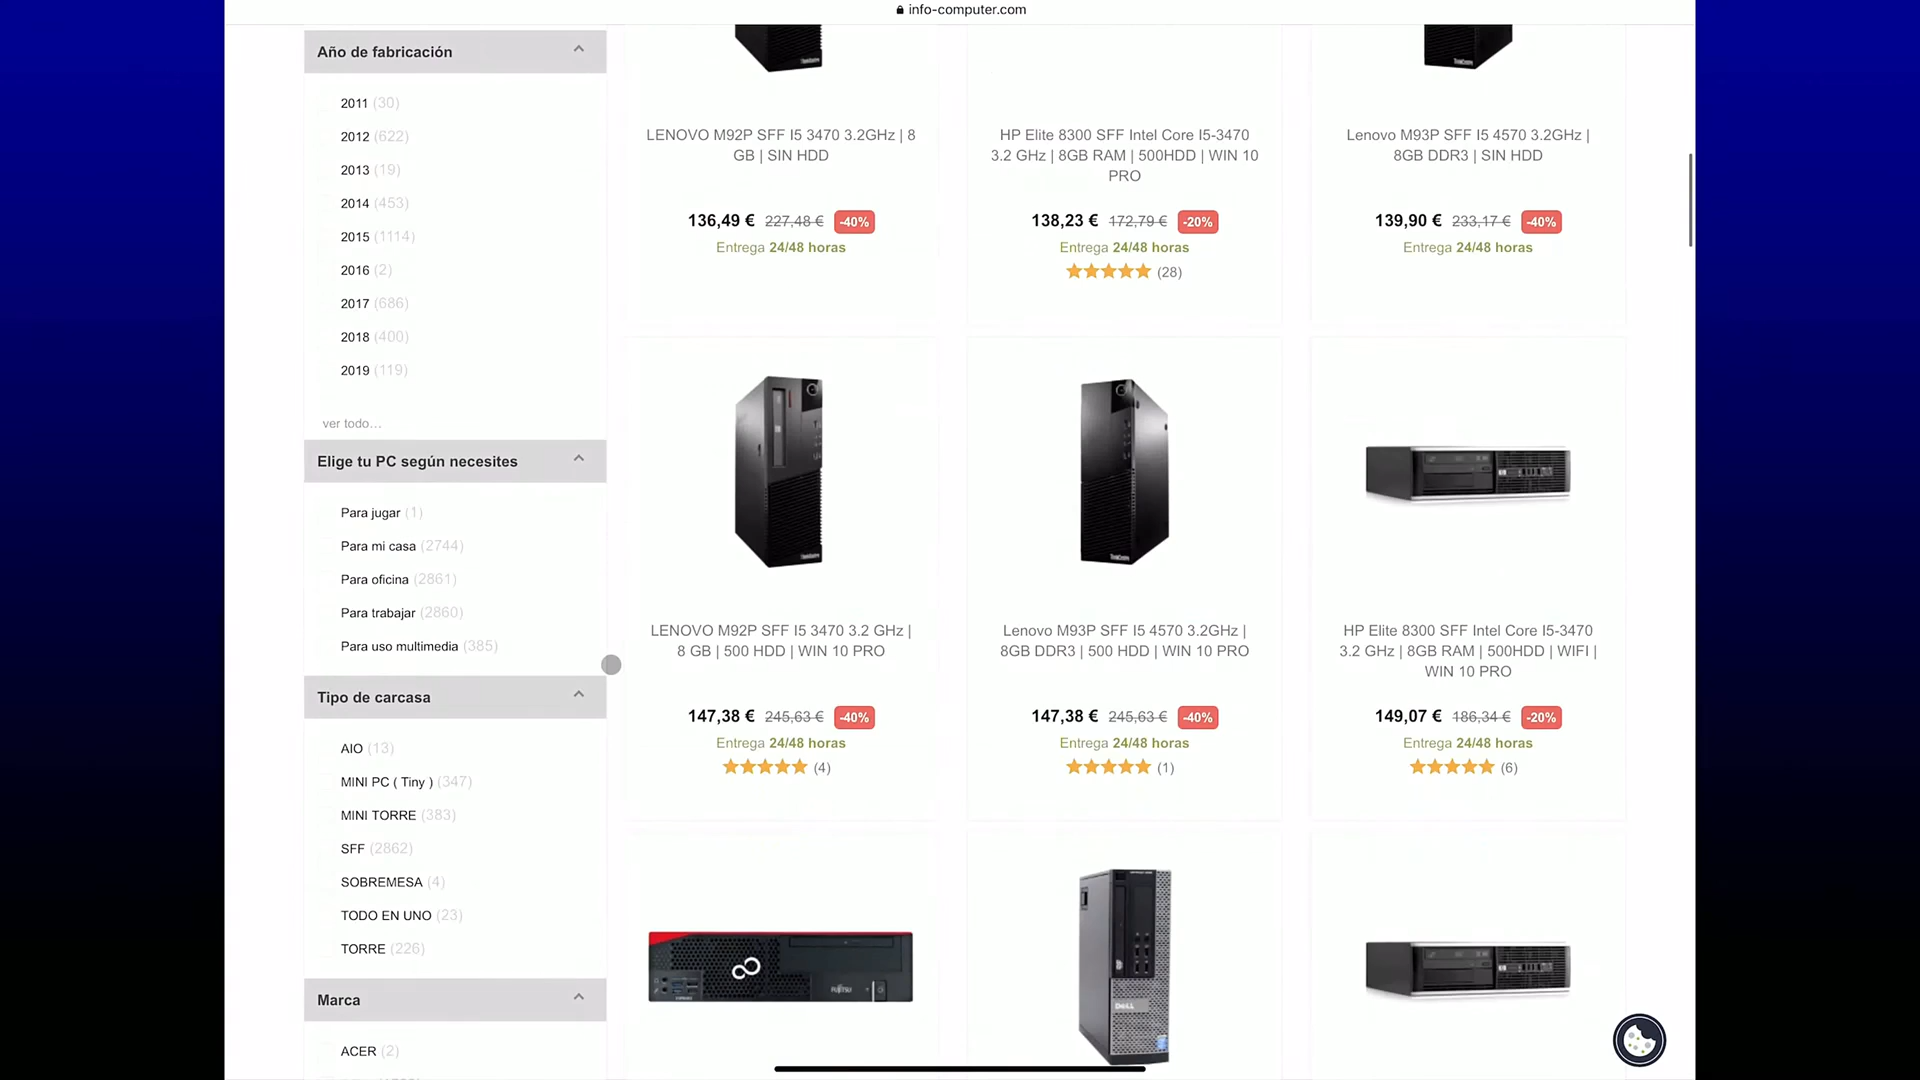 info-computer.com
Año de fabricación
2011 (30)
2012 (622)
2013 (19)
2014 (453)
2015 (1114)
2016 (2)
2017 (686)
2018 (400)
2019 (119)
ver todo...
Elige tu PC según necesites
Para jugar (1)
Para mi casa (2744)
Para oficina (2861)
Para trabajar (2860)
Para uso multimedia (385)
Tipo de carcasa
AIO (13)
MINI PC ( Tiny ) (347)
MINI TORRE (383)
SFF (2862)
SOBREMESA (4)
TODO EN UNO (23)
TORRE (226)
Marca
ACER (2)
LENOVO M92P SFF I5 3470 3.2GHz | 8
GB | SIN HDD
136,49 € 227,48 € -40%
Entrega 24/48 horas
HP Elite 8300 SFF Intel Core I5-3470
3.2 GHz | 8GB RAM | 500HDD | WIN 10
PRO
138,23 € 172,79 € -20%
Entrega 24/48 horas
(28)
Lenovo M93P SFF I5 4570 3.2GHz |
8GB DDR3 | SIN HDD
139,90 € 233,17 € -40%
Entrega 24/48 horas
LENOVO M92P SFF I5 3470 3.2 GHz |
8 GB | 500 HDD | WIN 10 PRO
147,38 € 245,63 € -40%
Entrega 24/48 horas
(4)
Lenovo M93P SFF I5 4570 3.2GHz |
8GB DDR3 | 500 HDD | WIN 10 PRO
147,38 € 245,63 € -40%
Entrega 24/48 horas
(1)
HP Elite 8300 SFF Intel Core I5-3470
3.2 GHz | 8GB RAM | 500HDD | WIFI |
WIN 10 PRO
149,07 € 186,34 € -20%
Entrega 24/48 horas
(6)
FUJITSU
DELL